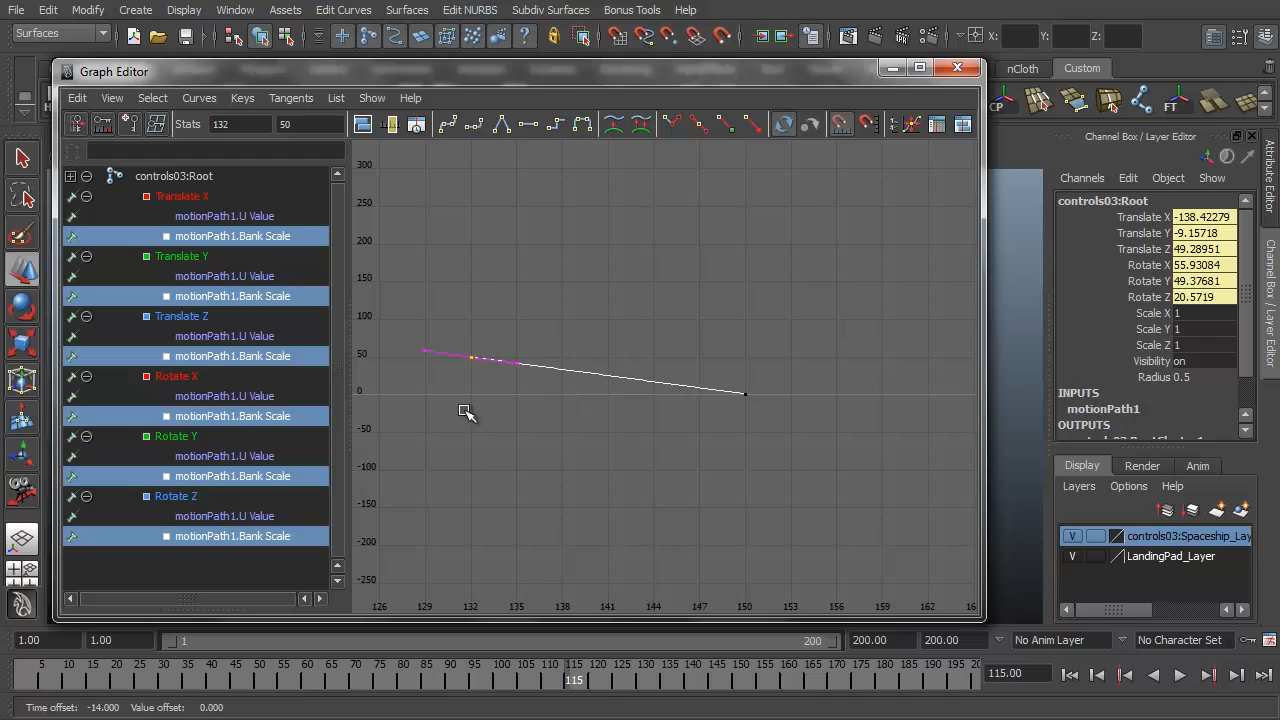 File Edit Modify Create Display Window Assets Edit Curves Surfaces Edit NURBS Subdiv Surfaces Bonus Tools Help
Surfaces X: Y: Z:
Graph Editor
nCloth Custom
Edit View Select Curves Keys Tangents List Show Help
CP FT
Stats 132 50
Channel Box / Layer Editor
Attribute Editor
Channel Box / Layer Editor
Channels Edit Object Show
controls03:Root
Translate X -138.42279
Translate Y -9.15718
Translate Z 49.28951
Rotate X 55.93084
Rotate Y 49.37681
Rotate Z 20.5719
Scale X 1
Scale Y 1
Scale Z 1
Visibility on
Radius 0.5
INPUTS
motionPath1
OUTPUTS
controls03:Root
Translate X
motionPath1.U Value
motionPath1.Bank Scale
Translate Y
motionPath1.U Value
motionPath1.Bank Scale
Translate Z
motionPath1.U Value
motionPath1.Bank Scale
Rotate X
motionPath1.U Value
motionPath1.Bank Scale
Rotate Y
motionPath1.U Value
motionPath1.Bank Scale
Rotate Z
motionPath1.U Value
motionPath1.Bank Scale
300
250
200
150
100
50
0
-50
-100
-150
-200
-250
126 129 132 135 138 141 144 147 150 153 156 159 162 16
Display Render Anim
Layers Options Help
V controls03:Spaceship_Lay
V LandingPad_Layer
1.00 1.00 1 200 200.00 200.00 No Anim Layer No Character Set
5 10 15 20 25 30 35 40 45 50 55 60 65 70 75 80 85 90 95 100 105 110 115 120 125 130 135 140 145 150 155 160 165 170 175 180 185 190 195 20
115
115.00
Time offset: -14.000 Value offset: 0.000